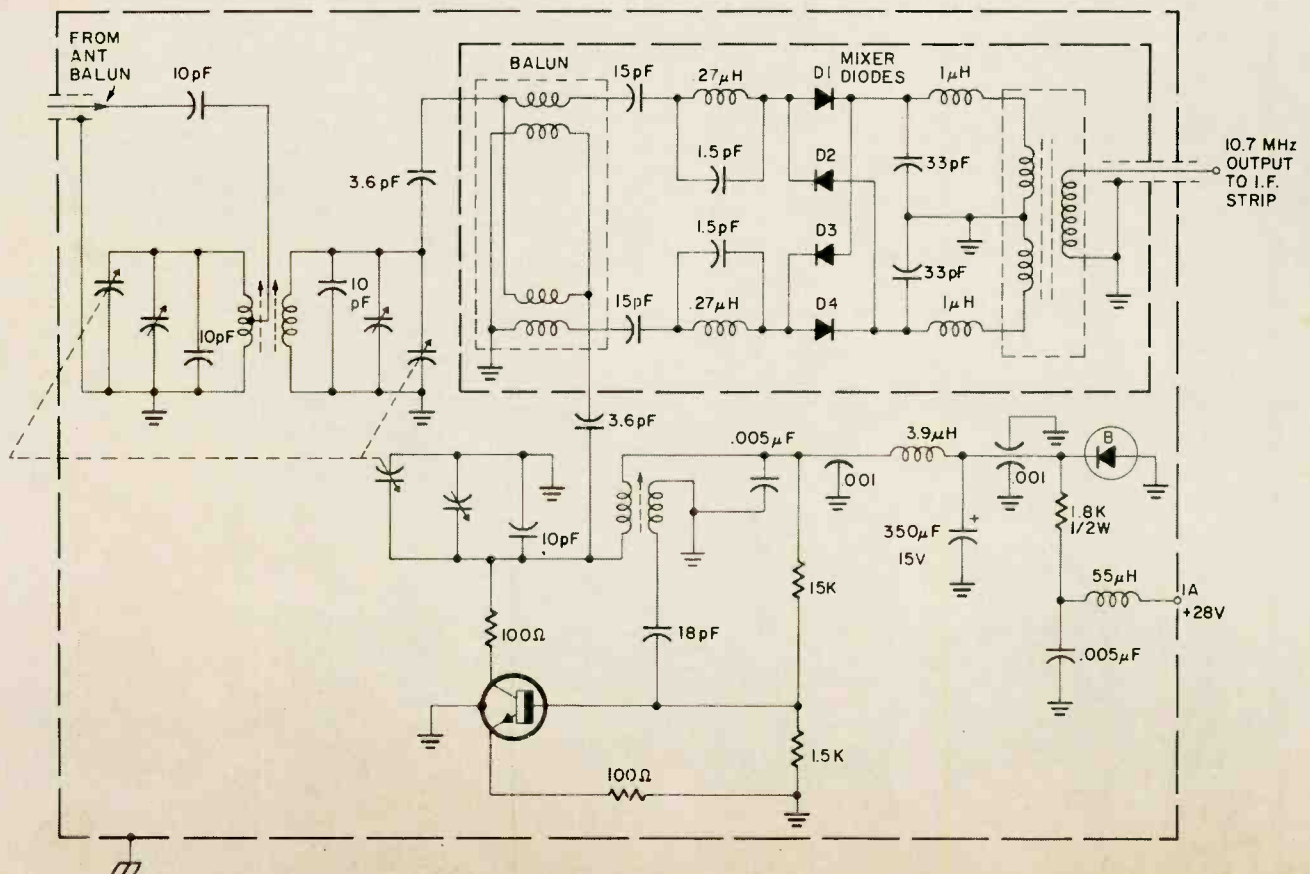 FROM
ANT
BALUN
10pF
BALUN
15pF
.27µH
D1
MIXER
DIODES
1µH
1.5pF
D2
33pF
3.6pF
10.7 MHz
OUTPUT
TO I.F.
STRIP
1.5pF
D3
33pF
15pF
.27µH
D4
1µH
10
pF
10pF
3.6pF
.005µF
3.9µH
B
.001
.001
1.8K
1/2W
10pF
350µF
15V
55µH
1A
+28V
15K
100Ω
18pF
.005µF
1.5K
100Ω